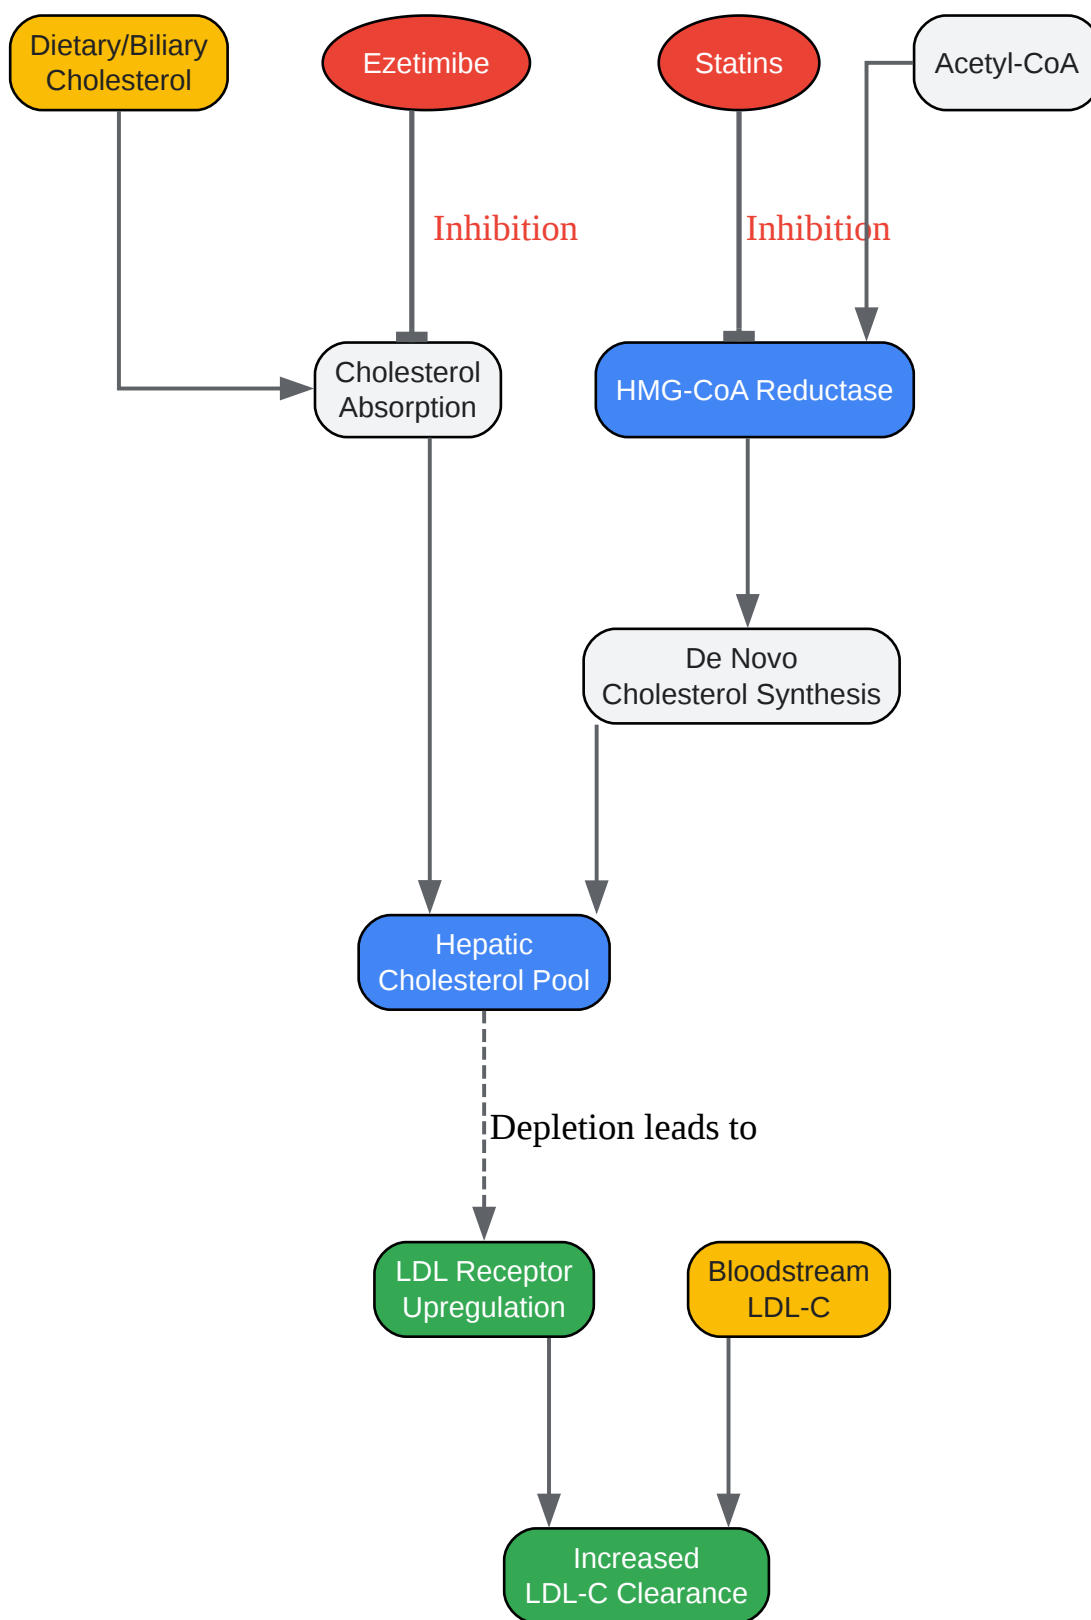 Dietary/Biliary
Cholesterol
Ezetimibe
Statins
Acetyl-CoA
Inhibition
Inhibition
Cholesterol
Absorption
HMG-CoA Reductase
De Novo
Cholesterol Synthesis
Hepatic
Cholesterol Pool
Depletion leads to
LDL Receptor
Upregulation
Bloodstream
LDL-C
Increased
LDL-C Clearance